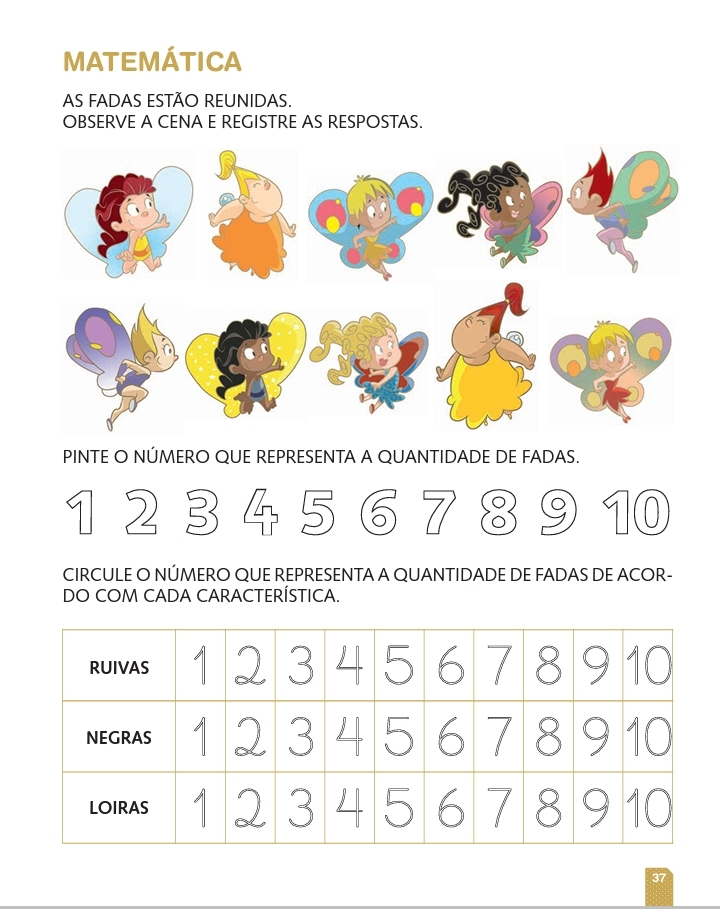 MATEMÁTICA
AS FADAS ESTÃO REUNIDAS.
OBSERVE A CENA E REGISTRE AS RESPOSTAS.
PINTE O NÚMERO QUE REPRESENTA A QUANTIDADE DE FADAS.
1 2 3 4 5 6 7 8 9 10
CIRCULE O NÚMERO QUE REPRESENTA A QUANTIDADE DE FADAS DE ACOR-
DO COM CADA CARACTERÍSTICA.
RUIVAS 1 2 3 4 5 6 7 8 9 10
NEGRAS 1 2 3 4 5 6 7 8 9 10
LOIRAS 1 2 3 4 5 6 7 8 9 10
37